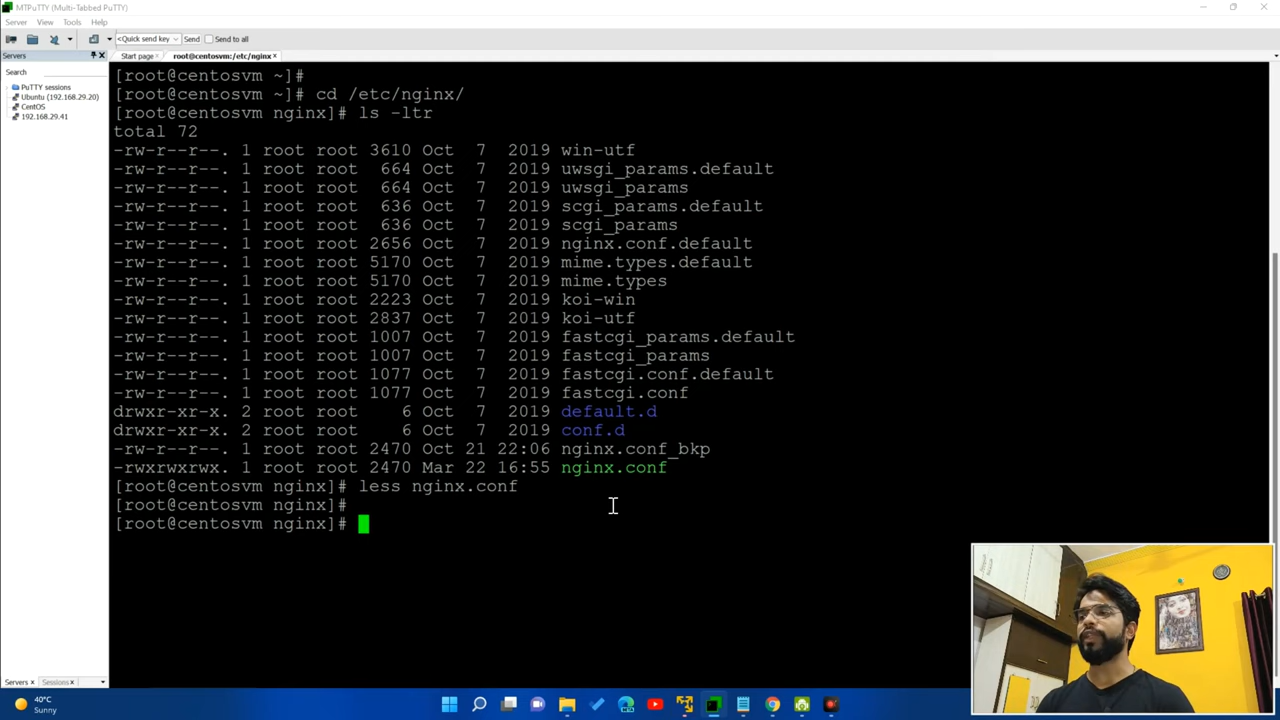 MTPuTTY (Multi-Tabbed PuTTY)
Server View Tools Help
<Quick send key Send Send to all
Servers
Start page root@centosvm:/etc/nginx
Search
PuTTY sessions
Ubuntu (192.168.29.20)
CentOS
192.168.29.41
[root@centosvm ~]#
[root@centosvm ~]# cd /etc/nginx/
[root@centosvm nginx]# ls -ltr
total 72
-rw-r--r--. 1 root root 3610 Oct 7 2019 win-utf
-rw-r--r--. 1 root root 664 Oct 7 2019 uwsgi_params.default
-rw-r--r--. 1 root root 664 Oct 7 2019 uwsgi_params
-rw-r--r--. 1 root root 636 Oct 7 2019 scgi_params.default
-rw-r--r--. 1 root root 636 Oct 7 2019 scgi_params
-rw-r--r--. 1 root root 2656 Oct 7 2019 nginx.conf.default
-rw-r--r--. 1 root root 5170 Oct 7 2019 mime.types.default
-rw-r--r--. 1 root root 5170 Oct 7 2019 mime.types
-rw-r--r--. 1 root root 2223 Oct 7 2019 koi-win
-rw-r--r--. 1 root root 2837 Oct 7 2019 koi-utf
-rw-r--r--. 1 root root 1007 Oct 7 2019 fastcgi_params.default
-rw-r--r--. 1 root root 1007 Oct 7 2019 fastcgi_params
-rw-r--r--. 1 root root 1077 Oct 7 2019 fastcgi.conf.default
-rw-r--r--. 1 root root 1077 Oct 7 2019 fastcgi.conf
drwxr-xr-x. 2 root root 6 Oct 7 2019 default.d
drwxr-xr-x. 2 root root 6 Oct 7 2019 conf.d
-rw-r--r--. 1 root root 2470 Oct 21 22:06 nginx.conf_bkp
-rwxrwxrwx. 1 root root 2470 Mar 22 16:55 nginx.conf
[root@centosvm nginx]# less nginx.conf
[root@centosvm nginx]#
[root@centosvm nginx]#
Servers Sessions
40°C
Sunny